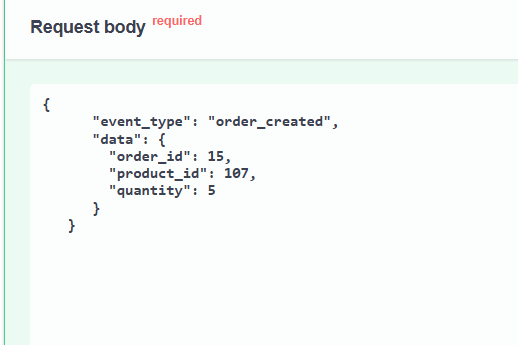 Request body required
{
"event_type": "order_created",
"data": {
"order_id": 15,
"product_id": 107,
"quantity": 5
}
}